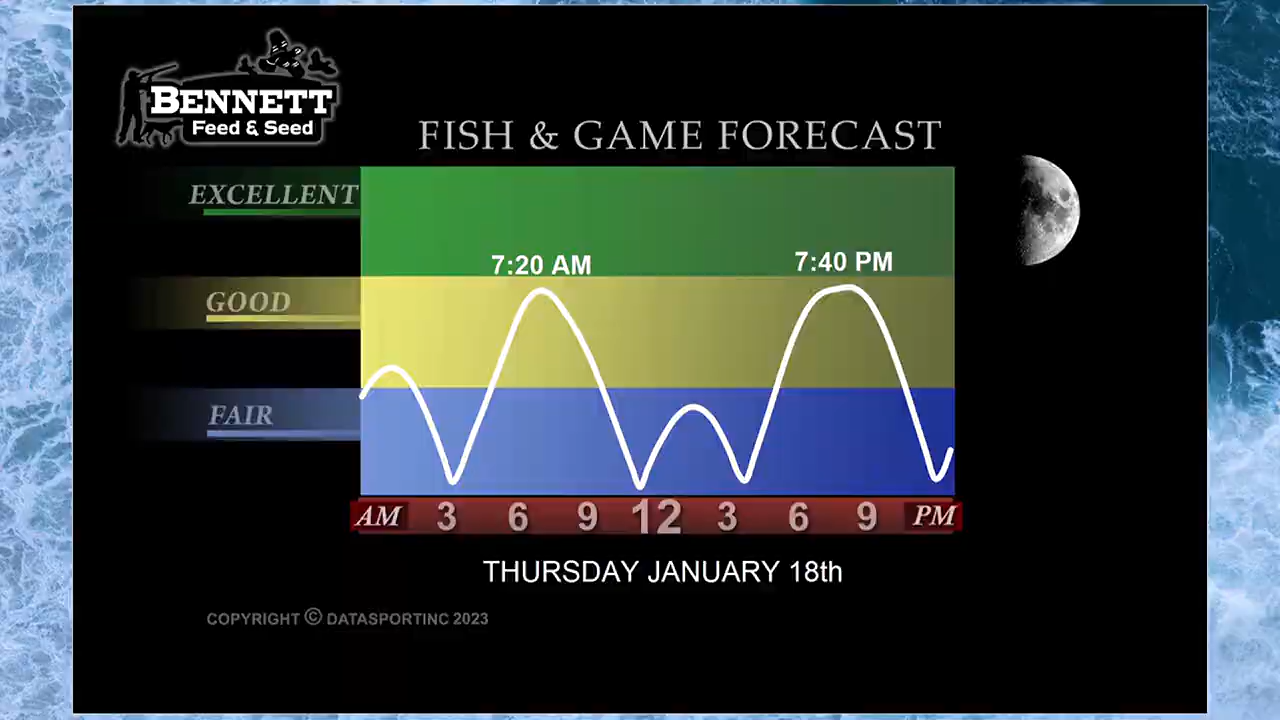 BENNETT
Feed & Seed
FISH & GAME FORECAST
EXCELLENT
7:20 AM
7:40 PM
GOOD
FAIR
AM 3 6 9 12 3 6 9 PM
THURSDAY JANUARY 18th
COPYRIGHT © DATASPORTINC 2023